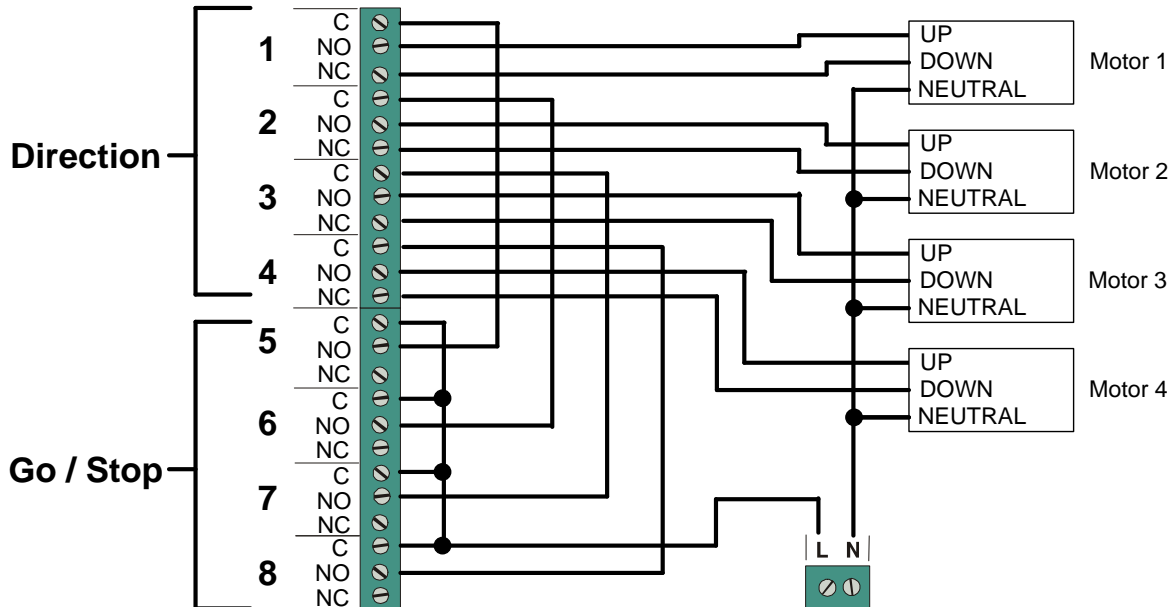 Direction
1
C
NO
NC
2
C
NO
NC
3
C
NO
NC
4
C
NO
NC
Go / Stop
5
C
NO
NC
6
C
NO
NC
7
C
NO
NC
8
C
NO
NC
UP
DOWN
NEUTRAL
Motor 1
UP
DOWN
NEUTRAL
Motor 2
UP
DOWN
NEUTRAL
Motor 3
UP
DOWN
NEUTRAL
Motor 4
L N